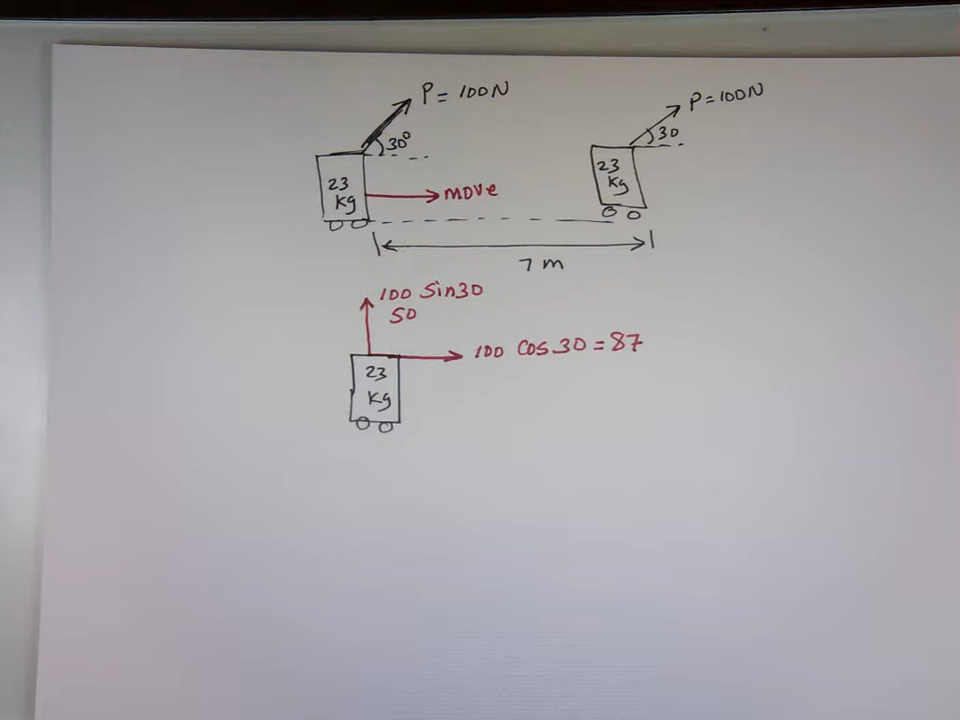 P = 100N
30°
23
kg
move
P = 100N
30
23
kg
7 m
100 Sin30
50
100 Cos 30 = 87
23
kg